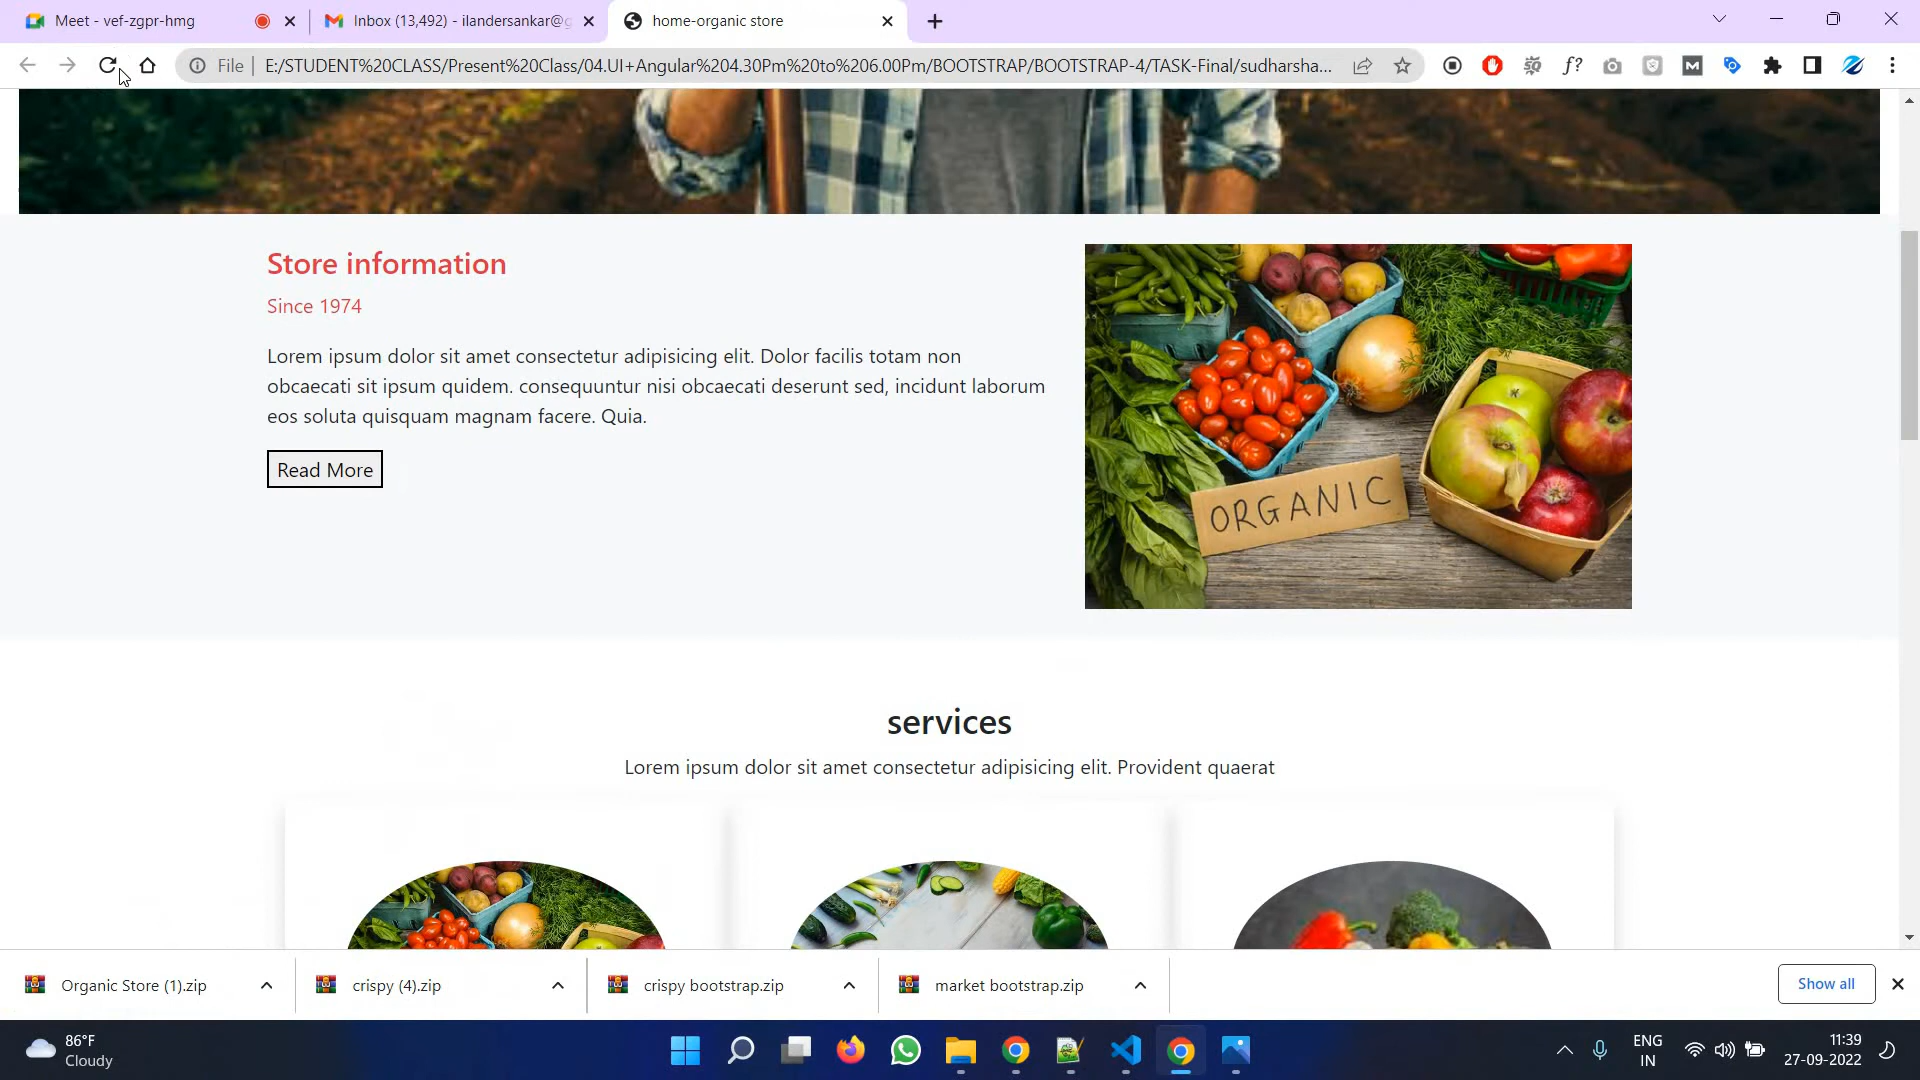 Meet - vef-zgpr-hmg
Inbox (13,492) - ilandersankar@g
home-organic store
File
E:/STUDENT%20CLASS/Present%20Class/04.UI+Angular%204.30Pm%20to%206.00Pm/BOOTSTRAP/BOOTSTRAP-4/TASK-Final/sudharsha...
Store information
Since 1974
Lorem ipsum dolor sit amet consectetur adipisicing elit. Dolor facilis totam non
obcaecati sit ipsum quidem. consequuntur nisi obcaecati deserunt sed, incidunt laborum
eos soluta quisquam magnam facere. Quia.
Read More
ORGANIC
services
Lorem ipsum dolor sit amet consectetur adipisicing elit. Provident quaerat
Organic Store (1).zip
crispy (4).zip
crispy bootstrap.zip
market bootstrap.zip
Show all
86°F
Cloudy
ENG
IN
11:39
27-09-2022